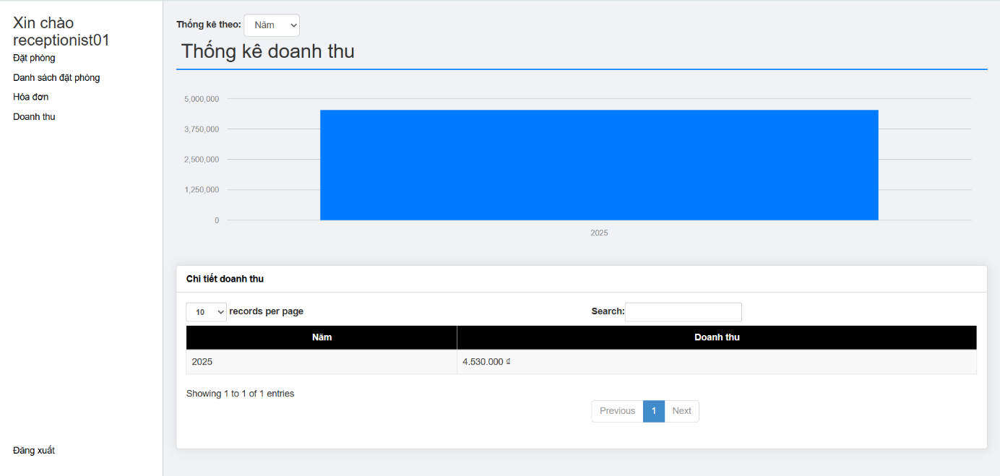 Xin chào
receptionist01
Đặt phòng
Danh sách đặt phòng
Hóa đơn
Doanh thu
Đăng xuất
Thống kê theo: Năm
Thống kê doanh thu
5,000,000
3,750,000
2,500,000
1,250,000
0
2025
Chi tiết doanh thu
10 records per page Search:
Năm Doanh thu
2025 4.530.000 ₫
Showing 1 to 1 of 1 entries
Previous 1 Next